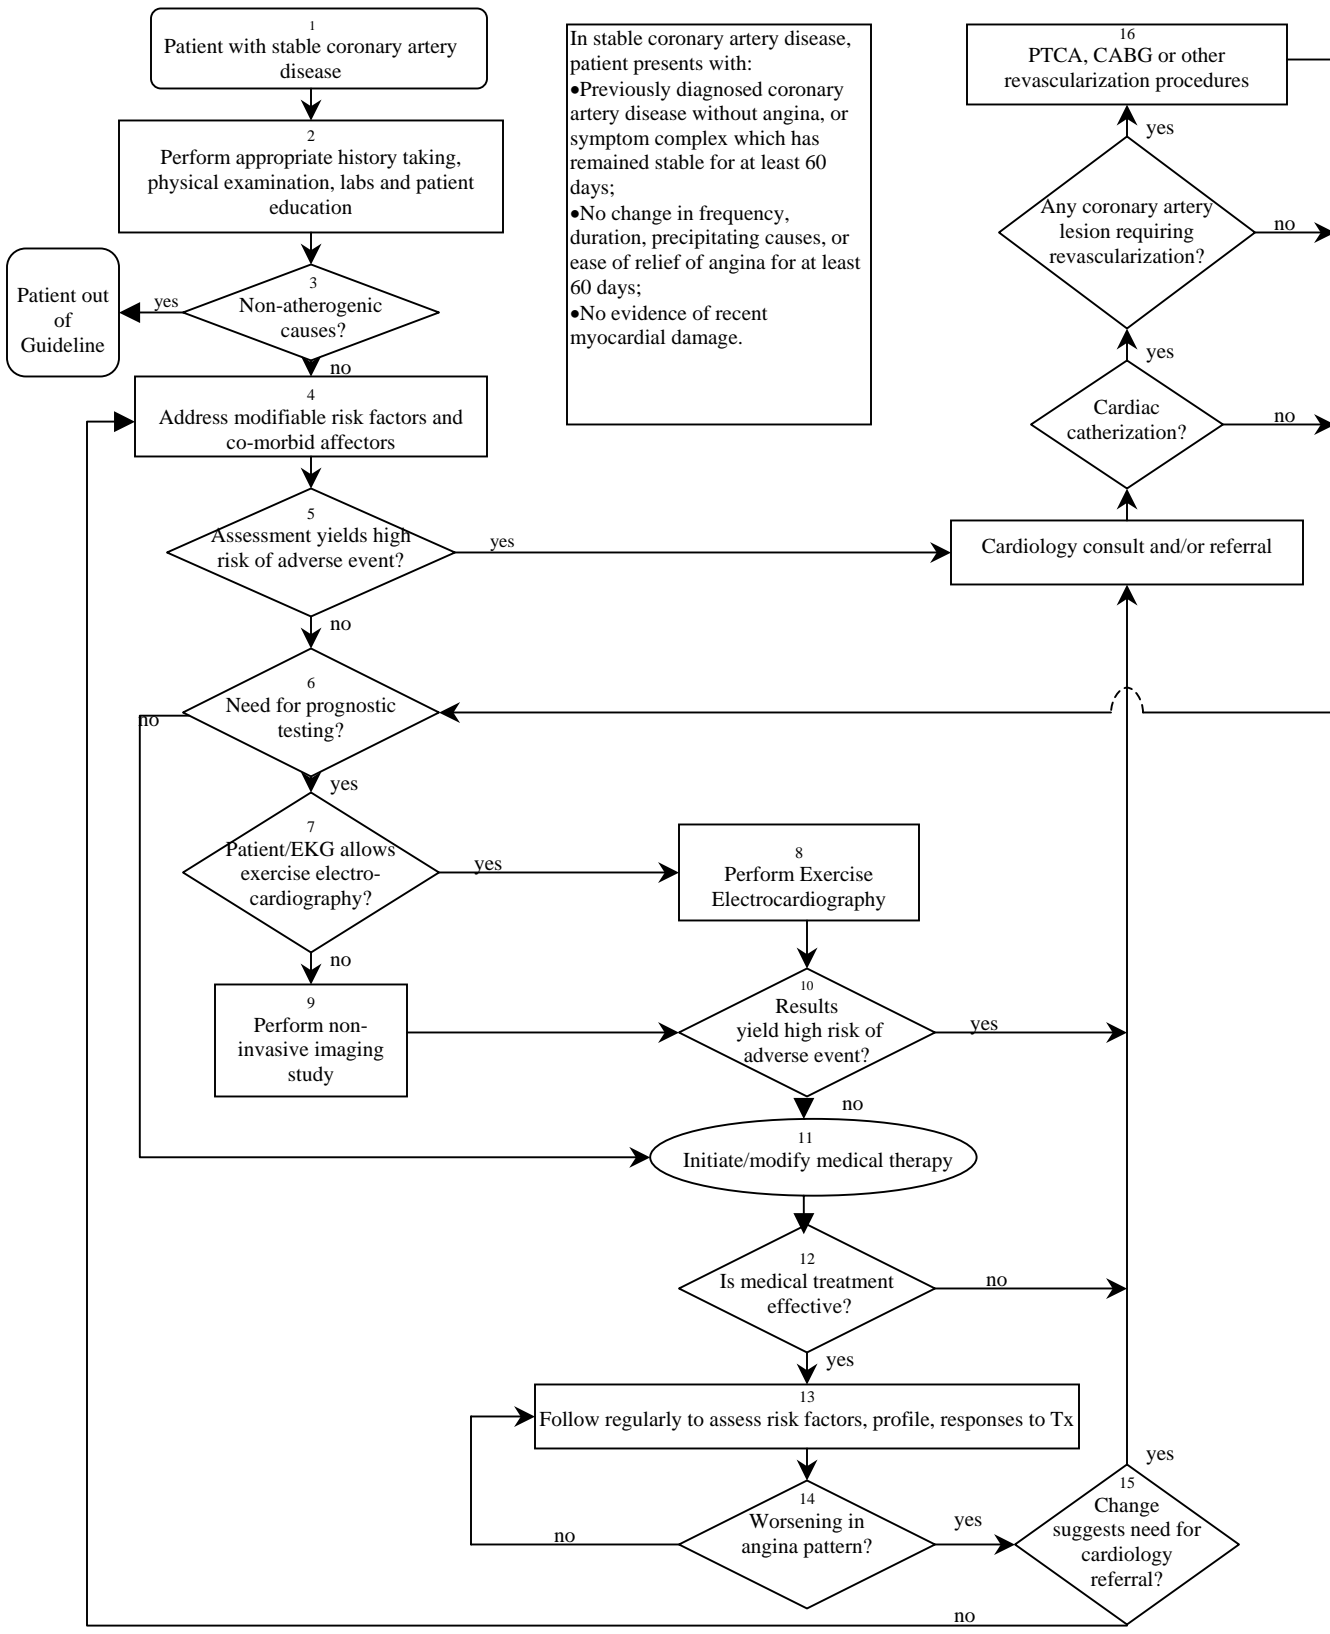 1
Patient with stable coronary artery
disease
2
Perform appropriate history taking,
physical examination, labs and patient
education
3
Non-atherogenic
causes?
yes
Patient out
of
Guideline
no
4
Address modifiable risk factors and
co-morbid affectors
5
Assessment yields high
risk of adverse event?
yes
no
6
Need for prognostic
testing?
no
yes
7
Patient/EKG allows
exercise electro-
cardiography?
yes
no
8
Perform Exercise
Electrocardiography
9
Perform non-
invasive imaging
study
10
Results
yield high risk of
adverse event?
yes
no
11
Initiate/modify medical therapy
12
Is medical treatment
effective?
no
yes
13
Follow regularly to assess risk factors, profile, responses to Tx
14
Worsening in
angina pattern?
no
yes
15
Change
suggests need for
cardiology
referral?
yes
no
In stable coronary artery disease,
patient presents with:
•Previously diagnosed coronary
artery disease without angina, or
symptom complex which has
remained stable for at least 60
days;
•No change in frequency,
duration, precipitating causes, or
ease of relief of angina for at least
60 days;
•No evidence of recent
myocardial damage.
16
PTCA, CABG or other
revascularization procedures
yes
Any coronary artery
lesion requiring
revascularization?
no
yes
Cardiac
catherization?
no
Cardiology consult and/or referral